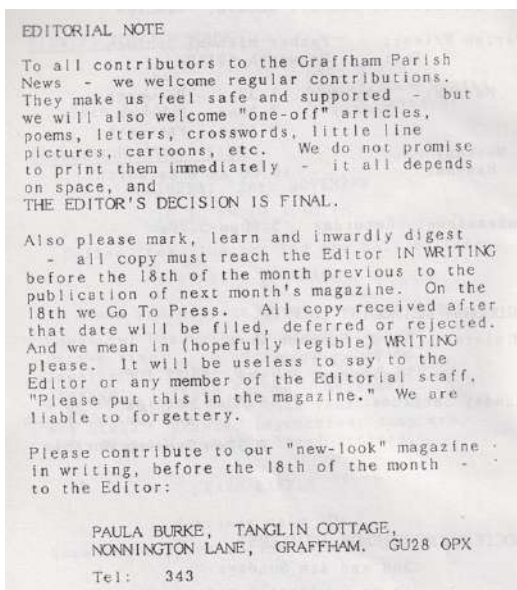 EDITORIAL NOTE
To all contributors to the Graffham Parish
News - we welcome regular contributions.
They make us feel safe and supported - but
we will also welcome "one-off" articles,
poems, letters, crosswords, little line
pictures, cartoons, etc. We do not promise
to print them immediately - it all depends
on space, and
THE EDITOR'S DECISION IS FINAL.
Also please mark, learn and inwardly digest
- all copy must reach the Editor IN WRITING
before the 18th of the month previous to the
publication of next month's magazine. On the
18th we Go To Press. All copy received after
that date will be filed, deferred or rejected.
And we mean in (hopefully legible) WRITING
please. It will be useless to say to the
Editor or any member of the Editorial staff,
"Please put this in the magazine." We are
liable to forgettery.
Please contribute to our "new-look" magazine
in writing, before the 18th of the month -
to the Editor:
PAULA BURKE, TANGLIN COTTAGE,
NONNINGTON LANE, GRAFFHAM. GU28 OPX
Tel: 343